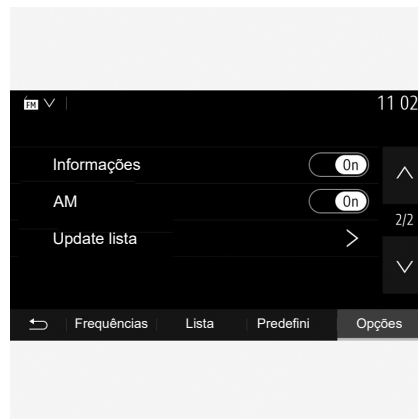 FM 11 02
Informações On
AM On
2/2
Update lista
Frequências Lista Predefini Opções